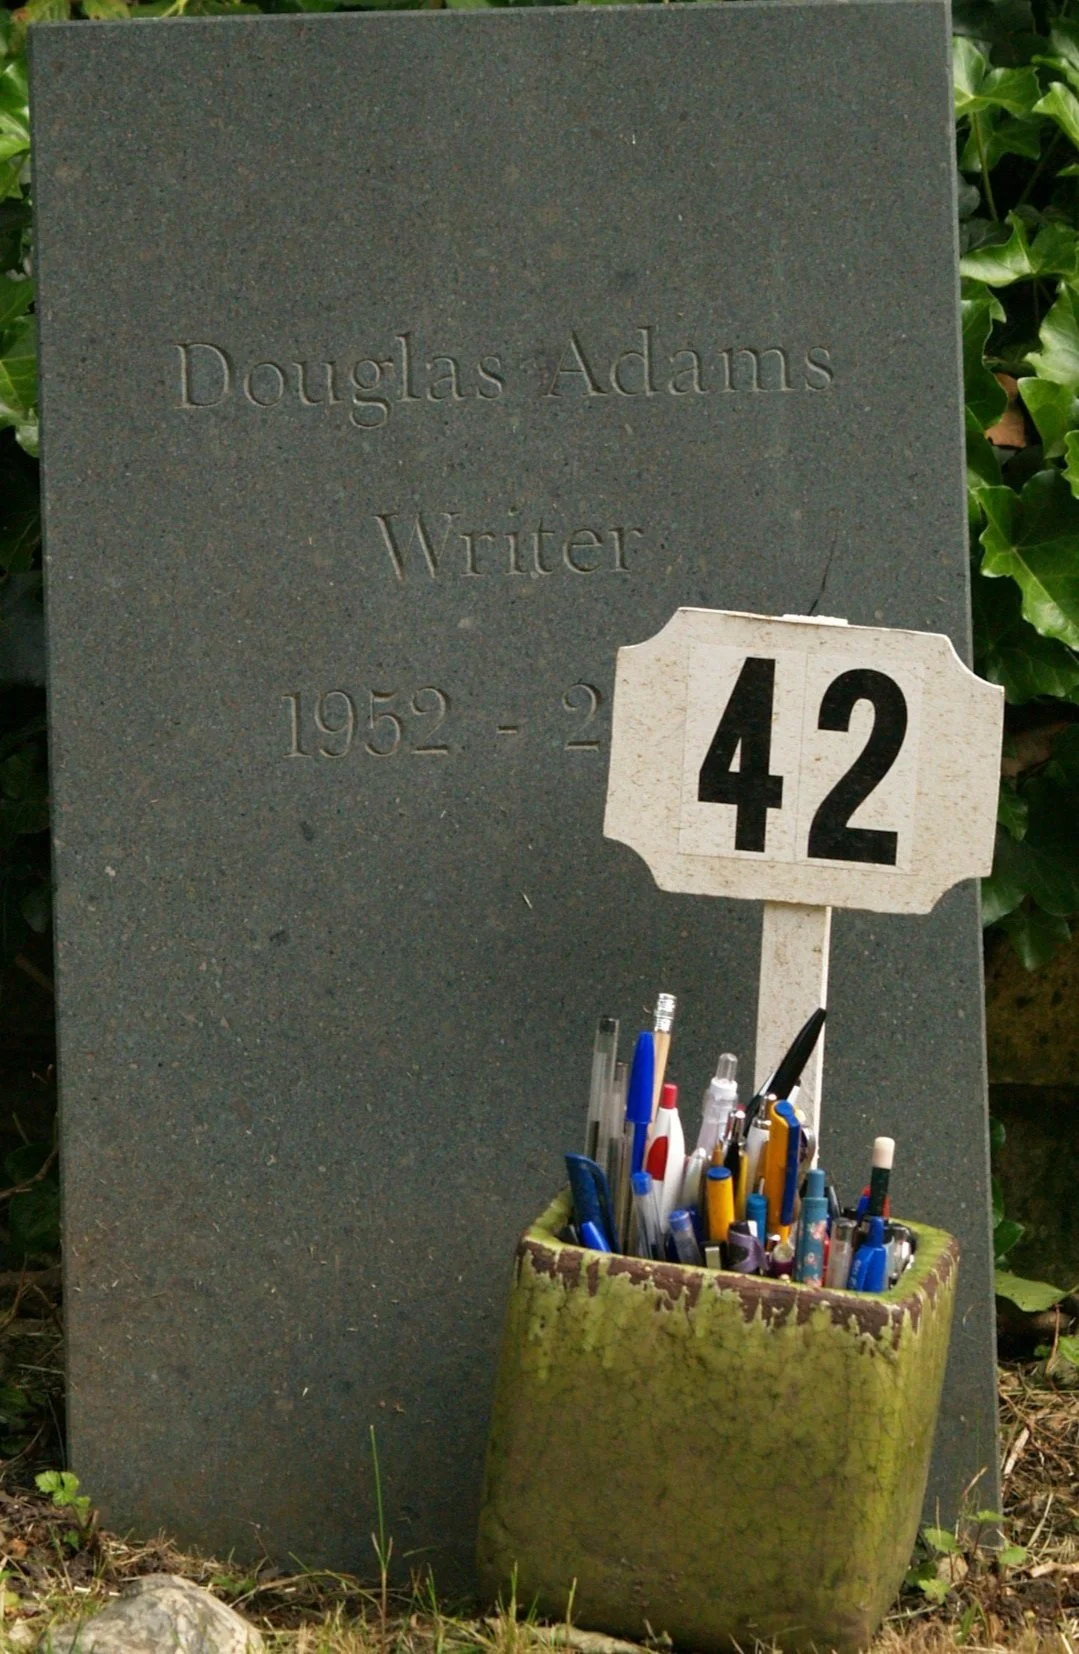 Douglas Adams
Writer
1952 - 2
42